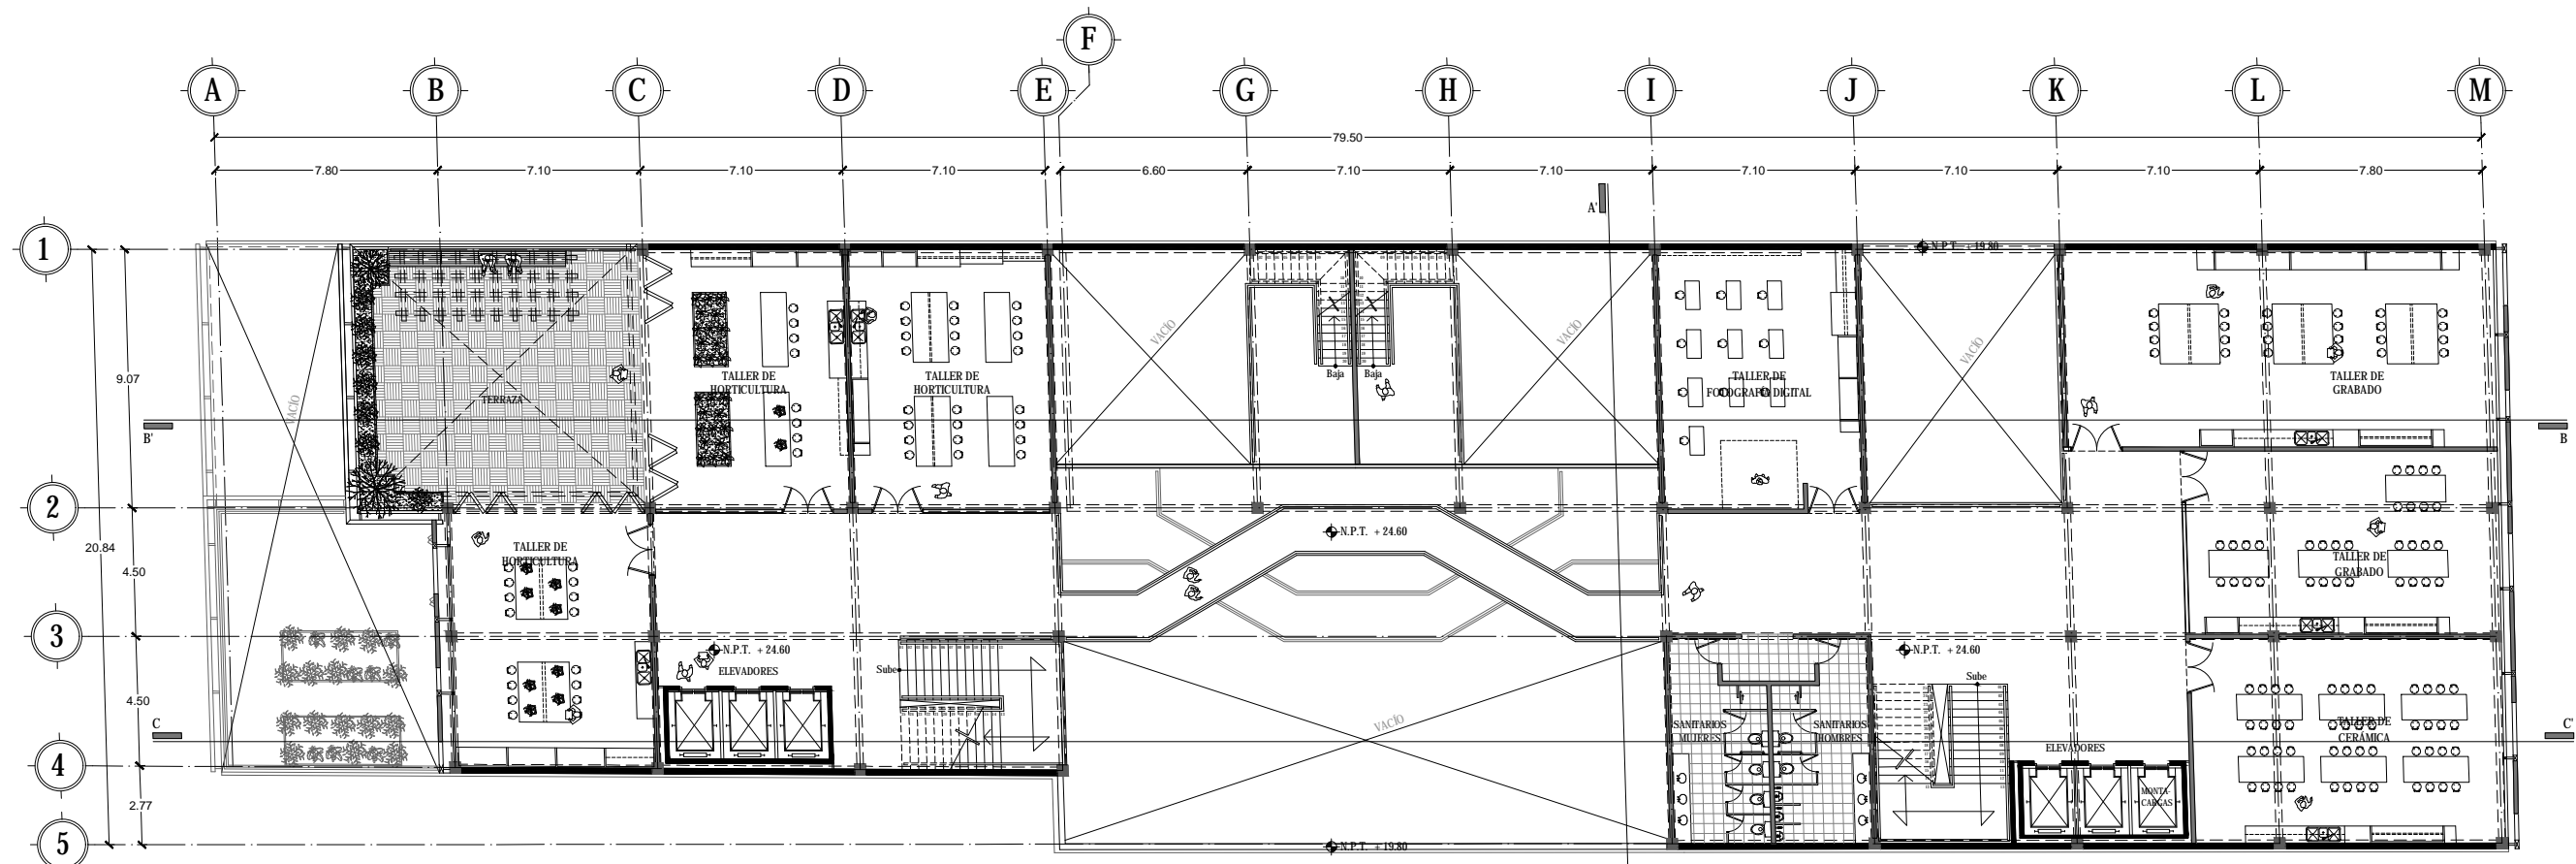 F
A B C D E G H I J K L M
79.50
7.80 7.10 7.10 7.10 6.60 7.10 7.10 7.10 7.10 7.10 7.80
A'
1
N.P.T. + 19.80
VACÍO
VACÍO
VACÍO
VACÍO
9.07
Baja Baja
TALLER DE
HORTICULTURA
TALLER DE
HORTICULTURA
TALLER DE
FOTOGRAFÍA DIGITAL
TALLER DE
GRABADO
TERRAZA
B'
B
2
N.P.T. + 24.60
20.84
4.50
TALLER DE
HORTICULTURA
TALLER DE
GRABADO
3
N.P.T. + 24.60
N.P.T. + 24.60
ELEVADORES
Sube
Sube
4.50
C
C'
VACÍO
SANITARIOS
MUJERES
SANITARIOS
HOMBRES
TALLER DE
CERÁMICA
ELEVADORES
4
MONTA-
CARGAS
2.77
5
N.P.T. + 19.80